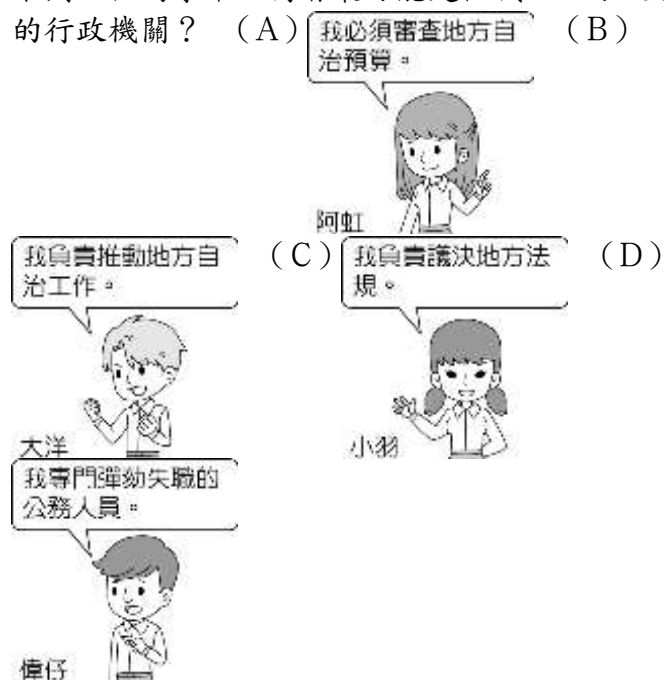 的行政機關？ （A）
我必須審查地方自
治預算。
阿虹
（B）
我負責推動地方自
治工作。
大洋
（C）
我負責議決地方法
規。
小羽
（D）
我專門彈劾失職的
公務人員。
偉仔